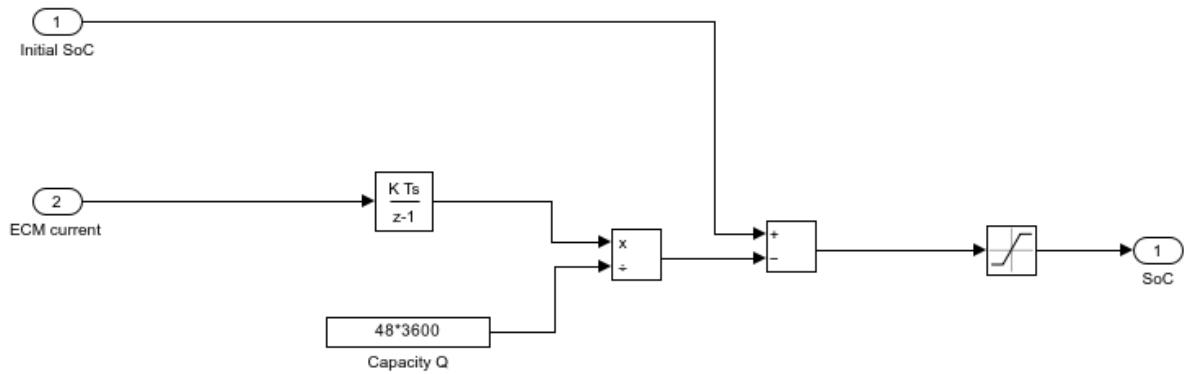 1
Initial SoC
2
ECM current
K Ts
z-1
x
÷
48*3600
Capacity Q
+
−
1
SoC